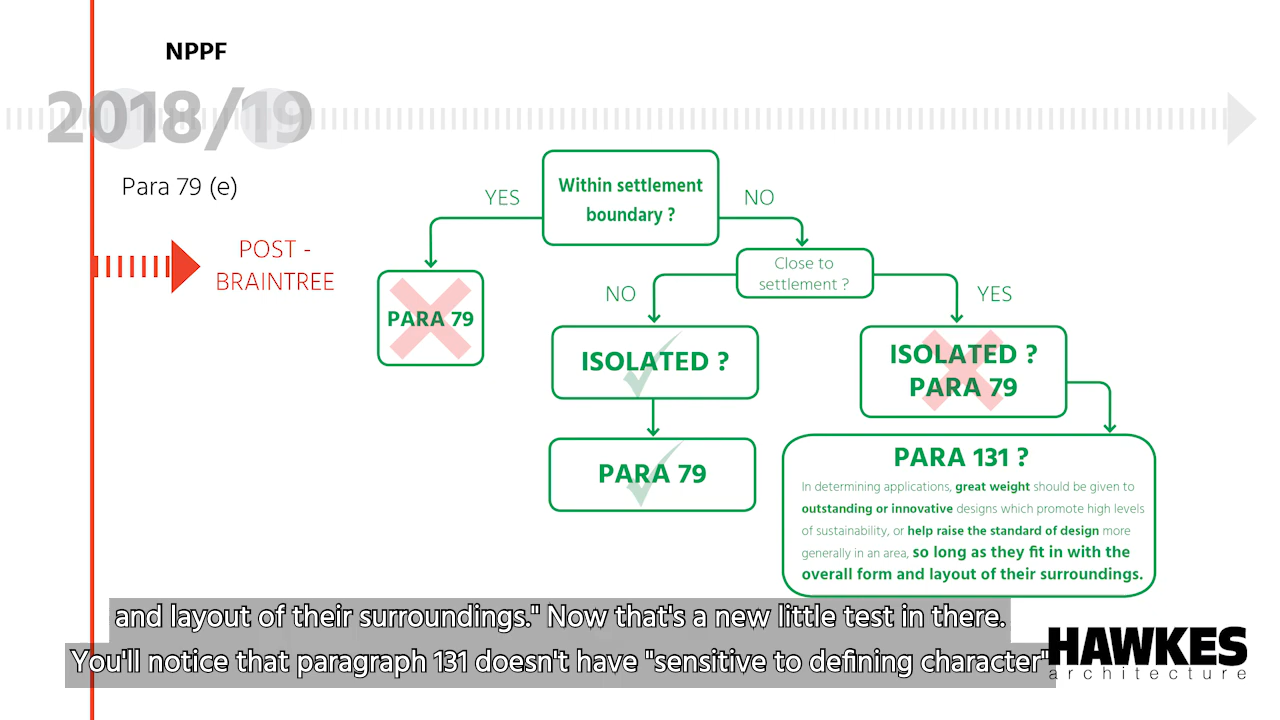 NPPF
2018/19
Para 79 (e)
POST -
BRAINTREE
Within settlement
boundary ?
YES
NO
PARA 79
Close to
settlement ?
NO
YES
ISOLATED ?
PARA 79
ISOLATED ?
PARA 79
PARA 131 ?
In determining applications, great weight should be given to
outstanding or innovative designs which promote high levels
of sustainability, or help raise the standard of design more
generally in an area, so long as they fit in with the
overall form and layout of their surroundings.
and layout of their surroundings." Now that's a new little test in there.
You'll notice that paragraph 131 doesn't have "sensitive to defining character"
HAWKES
architecture